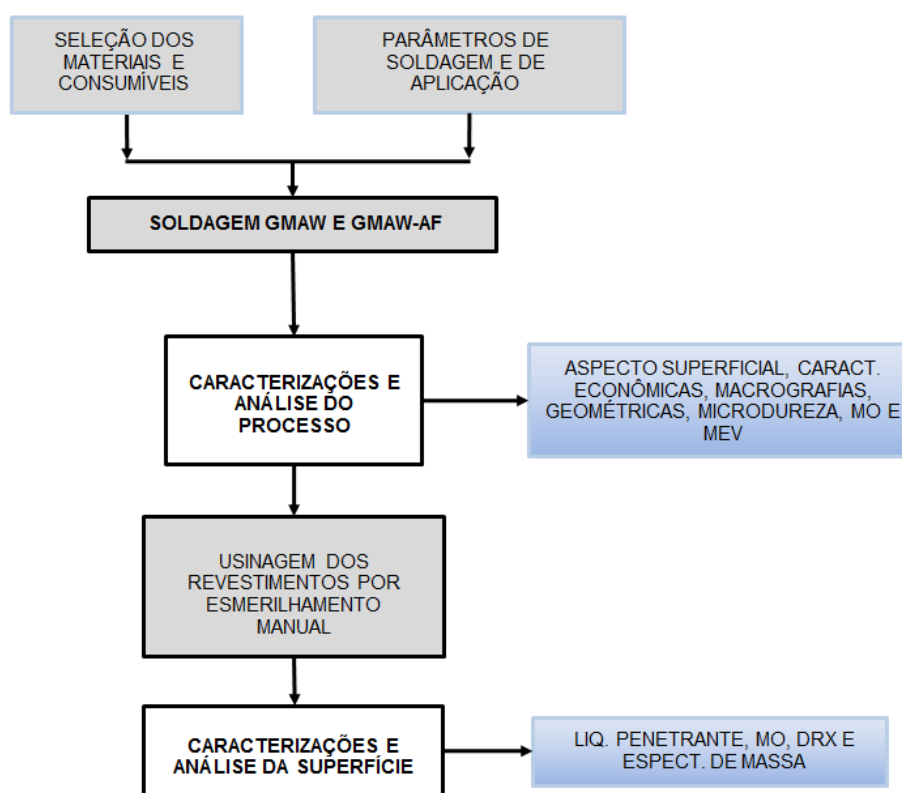 SELEÇÃO DOS
MATERIAIS E
CONSUMÍVEIS
PARÂMETROS DE
SOLDAGEM E DE
APLICAÇÃO
SOLDAGEM GMAW E GMAW-AF
CARACTERIZAÇÕES E
ANÁLISE DO
PROCESSO
ASPECTO SUPERFICIAL, CARACT.
ECONÔMICAS, MACROGRAFIAS,
GEOMÉTRICAS, MICRODUREZA, MO E
MEV
USINAGEM DOS
REVESTIMENTOS POR
ESMERILHAMENTO
MANUAL
CARACTERIZAÇÕES E
ANÁLISE DA SUPERFÍCIE
LIQ. PENETRANTE, MO, DRX E
ESPECT. DE MASSA